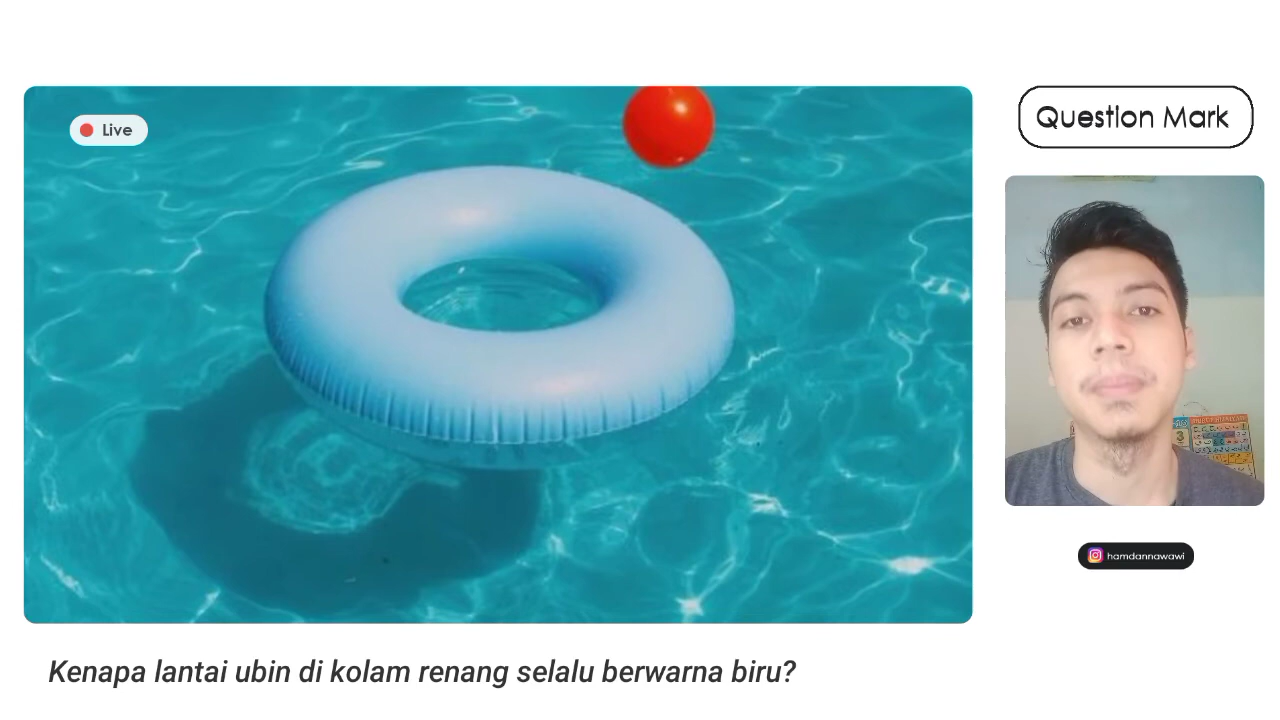 Live
Question Mark
hamdannawawi
Kenapa lantai ubin di kolam renang selalu berwarna biru?